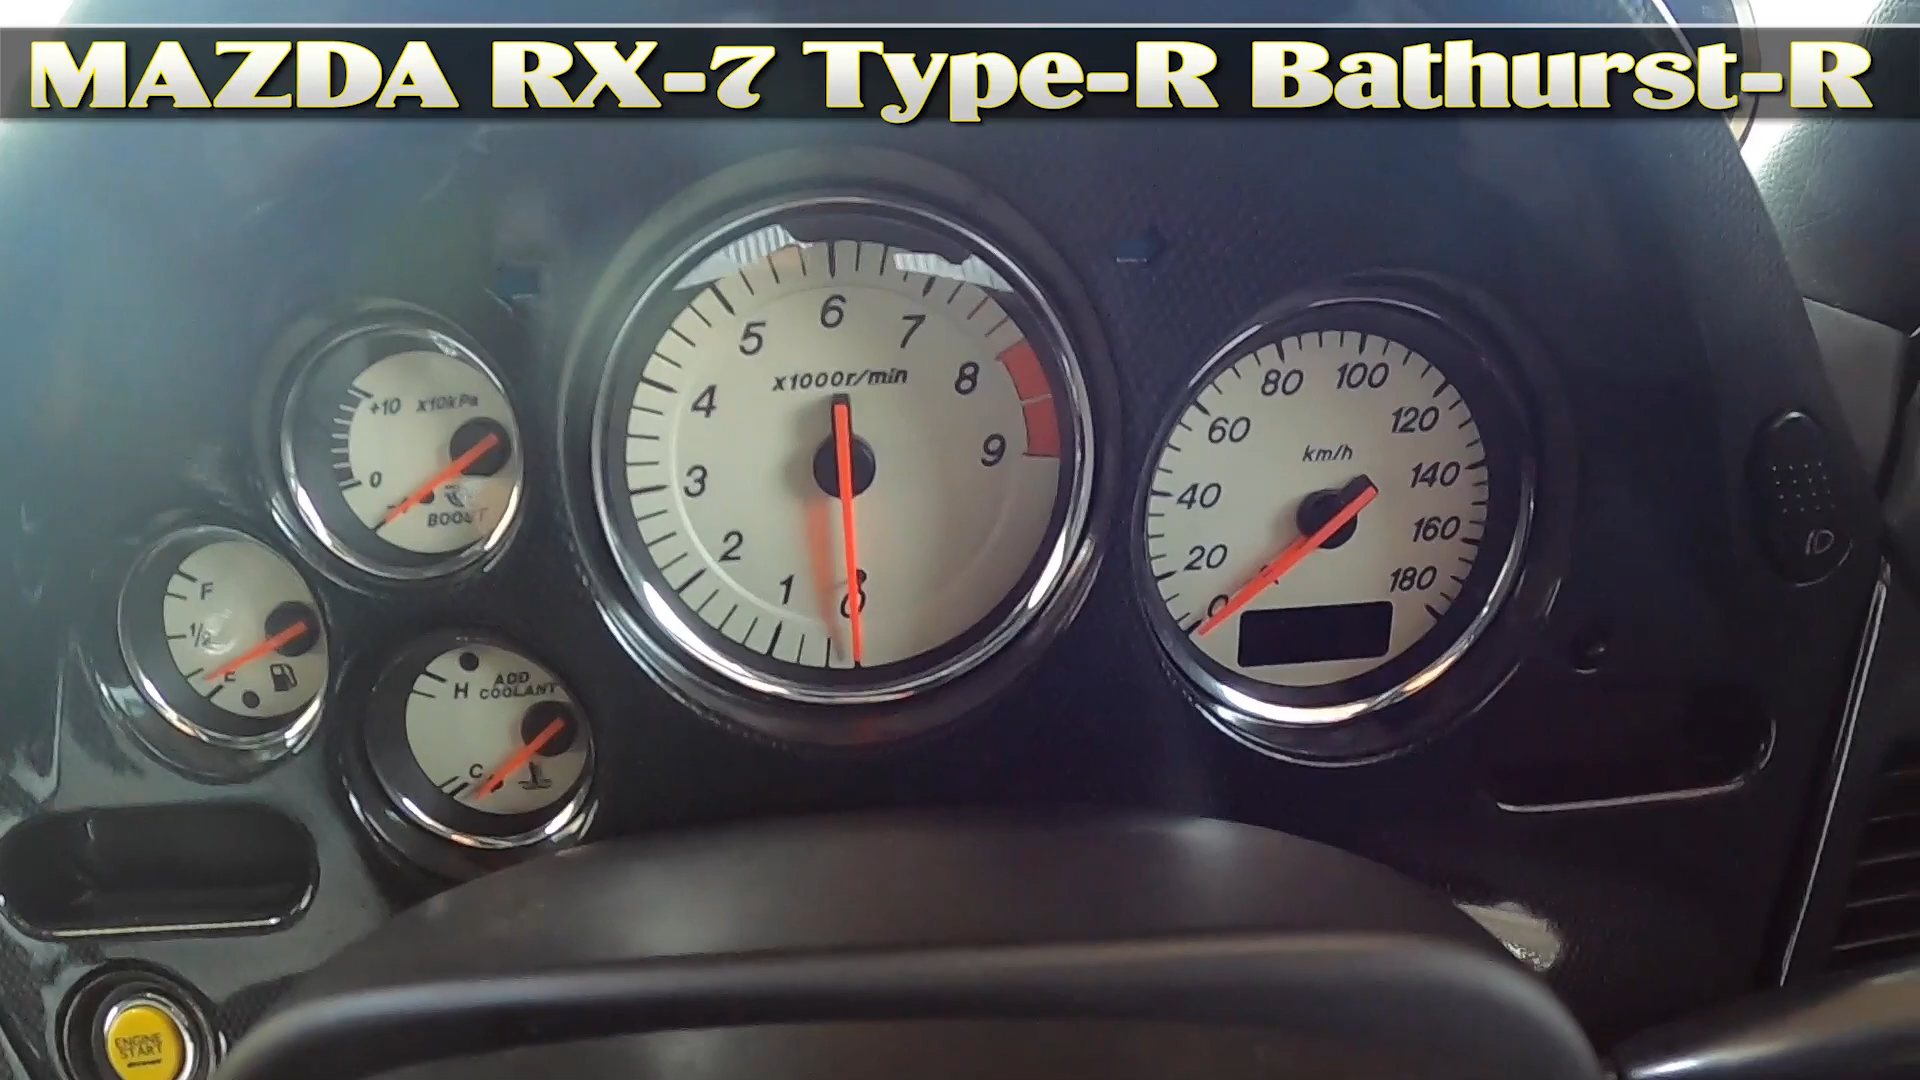 MAZDA RX-7 Type-R Bathurst-R
+10 x10kPa
0
BOOST
F
1/2
E
H ADD COOLANT
C
x1000r/min
0
1
2
3
4
5
6
7
8
9
km/h
0
20
40
60
80
100
120
140
160
180
ENGINE
START